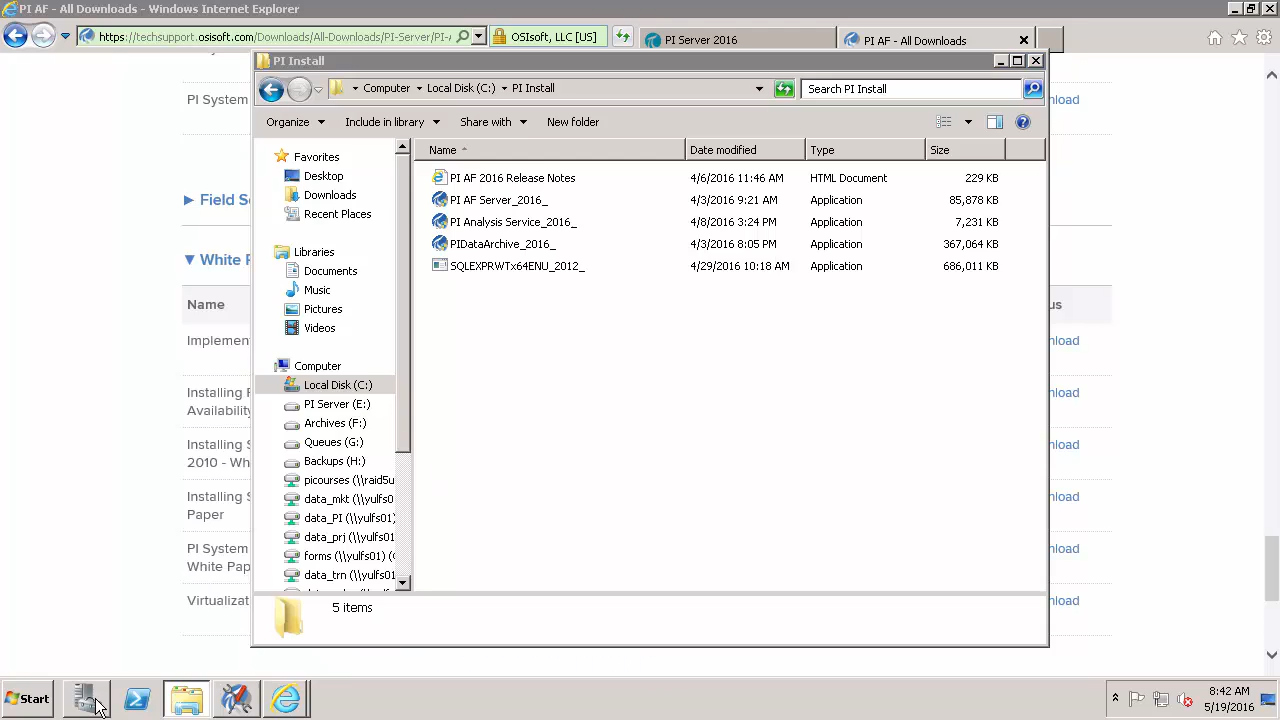 PI AF - All Downloads - Windows Internet Explorer
https://techsupport.osisoft.com/Downloads/All-Downloads/PI-Server/PI-
OSIsoft, LLC [US]
PI Server 2016
PI AF - All Downloads
PI Install
Computer
Local Disk (C:)
PI Install
Search PI Install
Organize
Include in library
Share with
New folder
Favorites
Desktop
Downloads
Recent Places
Libraries
Documents
Music
Pictures
Videos
Computer
Local Disk (C:)
PI Server (E:)
Archives (F:)
Queues (G:)
Backups (H:)
picourses (\\raid5u
data_mkt (\\yulfs0
data_PI (\\yulfs01)
data_prj (\\yulfs01
forms (\\yulfs01) (
data_trn (\\yulfs01
Name Date modified Type Size
PI AF 2016 Release Notes 4/6/2016 11:46 AM HTML Document 229 KB
PI AF Server_2016_ 4/3/2016 9:21 AM Application 85,878 KB
PI Analysis Service_2016_ 4/8/2016 3:24 PM Application 7,231 KB
PIDataArchive_2016_ 4/3/2016 8:05 PM Application 367,064 KB
SQLEXPRWTx64ENU_2012_ 4/29/2016 10:18 AM Application 686,011 KB
5 items
PI System
nload
Field S
White P
Name
us
Implemen
nload
Installing
nload
Availability
Installing S
nload
2010 - Wh
Installing S
nload
Paper
PI System
nload
White Pap
Virtualizat
nload
Start
8:42 AM
5/19/2016